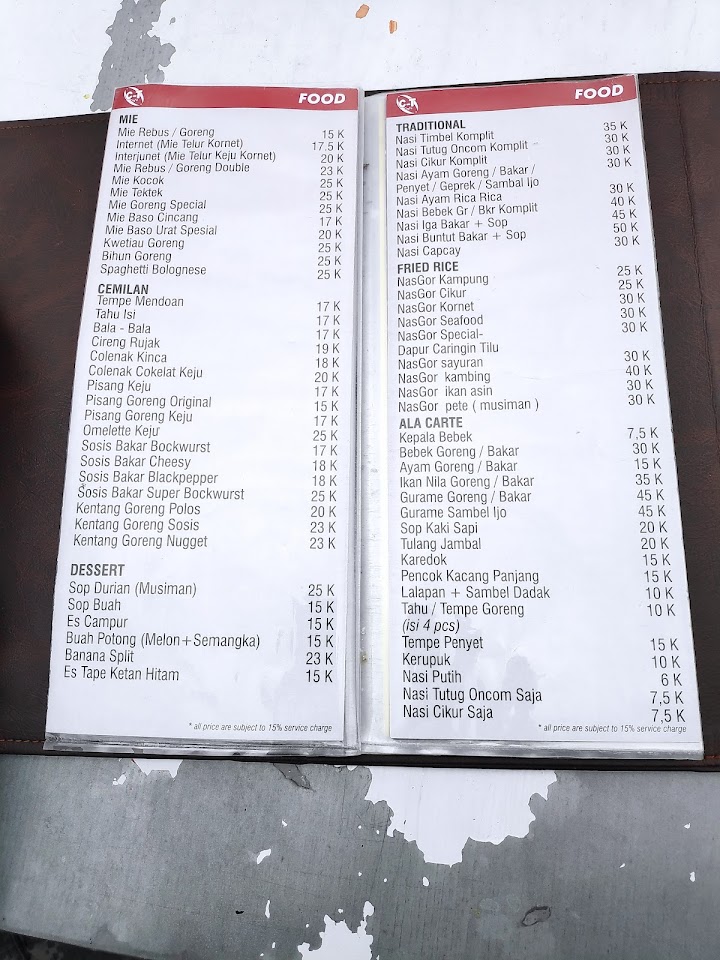 FOOD
MIE
Mie Rebus / Goreng 15 K
Internet (Mie Telur Kornet) 17,5 K
Interjunet (Mie Telur Keju Kornet) 20 K
Mie Rebus / Goreng Double 23 K
Mie Kocok 25 K
Mie Tektek 25 K
Mie Goreng Special 25 K
Mie Baso Cincang 17 K
Mie Baso Urat Spesial 20 K
Kwetiau Goreng 25 K
Bihun Goreng 25 K
Spaghetti Bolognese 25 K
CEMILAN
Tempe Mendoan 17 K
Tahu Isi 17 K
Bala - Bala 17 K
Cireng Rujak 19 K
Colenak Kinca 18 K
Colenak Cokelat Keju 20 K
Pisang Keju 17 K
Pisang Goreng Original 15 K
Pisang Goreng Keju 17 K
Omelette Keju 25 K
Sosis Bakar Bockwurst 17 K
Sosis Bakar Cheesy 18 K
Sosis Bakar Blackpepper 18 K
Sosis Bakar Super Bockwurst 25 K
Kentang Goreng Polos 20 K
Kentang Goreng Sosis 23 K
Kentang Goreng Nugget 23 K
DESSERT
Sop Durian (Musiman) 25 K
Sop Buah 15 K
Es Campur 15 K
Buah Potong (Melon+Semangka) 15 K
Banana Split 23 K
Es Tape Ketan Hitam 15 K
* all price are subject to 15% service charge
FOOD
TRADITIONAL
Nasi Timbel Komplit 35 K
Nasi Tutug Oncom Komplit 30 K
Nasi Cikur Komplit 30 K
Nasi Ayam Goreng / Bakar / 30 K
Penyet / Geprek / Sambal Ijo
Nasi Ayam Rica Rica 30 K
Nasi Bebek Gr / Bkr Komplit 40 K
Nasi Iga Bakar + Sop 45 K
Nasi Buntut Bakar + Sop 50 K
Nasi Capcay 30 K
FRIED RICE
NasGor Kampung 25 K
NasGor Cikur 25 K
NasGor Kornet 30 K
NasGor Seafood 30 K
NasGor Special- 30 K
Dapur Caringin Tilu
NasGor sayuran 30 K
NasGor kambing 40 K
NasGor ikan asin 30 K
NasGor pete ( musiman ) 30 K
ALA CARTE
Kepala Bebek 7,5 K
Bebek Goreng / Bakar 30 K
Ayam Goreng / Bakar 15 K
Ikan Nila Goreng / Bakar 35 K
Gurame Goreng / Bakar 45 K
Gurame Sambel Ijo 45 K
Sop Kaki Sapi 20 K
Tulang Jambal 20 K
Karedok 15 K
Pencok Kacang Panjang 15 K
Lalapan + Sambel Dadak 10 K
Tahu / Tempe Goreng 10 K
(isi 4 pcs)
Tempe Penyet 15 K
Kerupuk 10 K
Nasi Putih 6 K
Nasi Tutug Oncom Saja 7,5 K
Nasi Cikur Saja 7,5 K
* all price are subject to 15% service charge